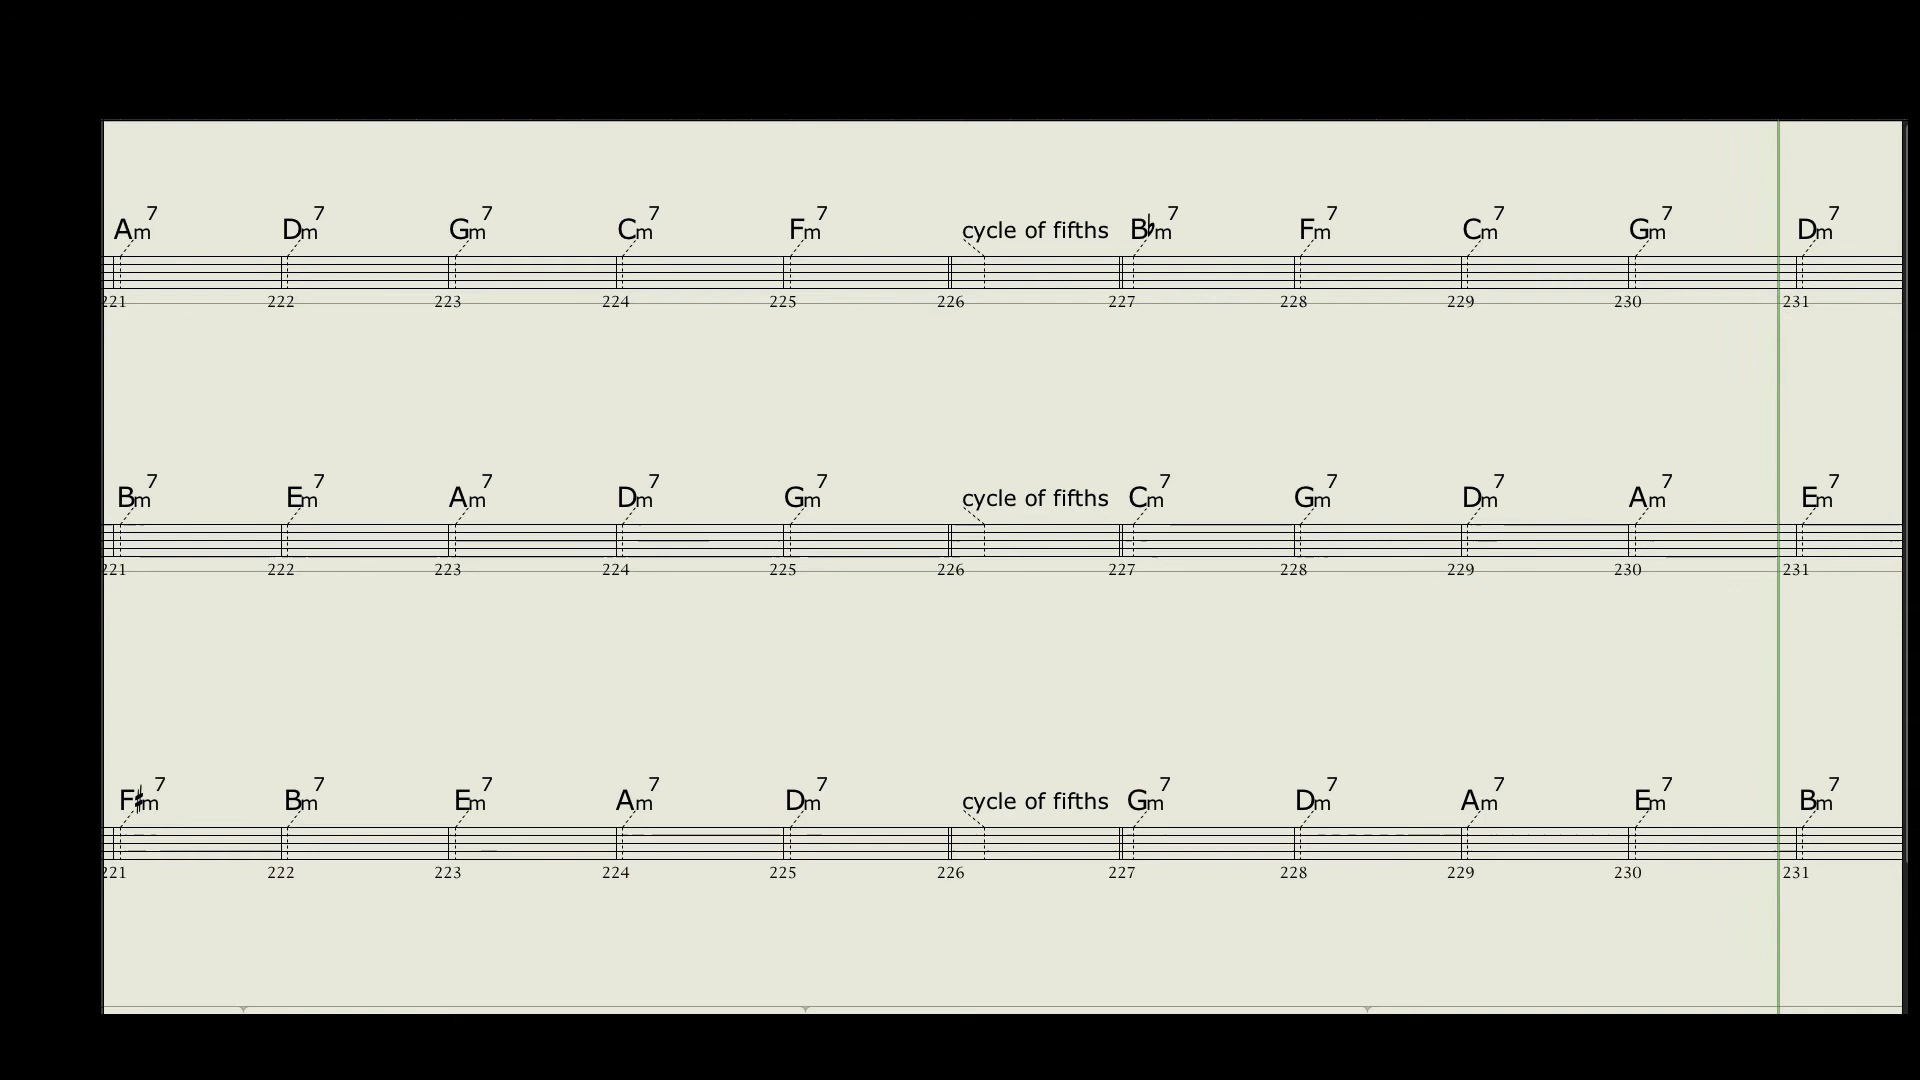 Am7 Dm7 Gm7 Cm7 Fm7 cycle of fifths B♭m7 Fm7 Cm7 Gm7 Dm7
221 222 223 224 225 226 227 228 229 230 231
Bm7 Em7 Am7 Dm7 Gm7 cycle of fifths Cm7 Gm7 Dm7 Am7 Em7
221 222 223 224 225 226 227 228 229 230 231
F♯m7 Bm7 Em7 Am7 Dm7 cycle of fifths Gm7 Dm7 Am7 Em7 Bm7
221 222 223 224 225 226 227 228 229 230 231